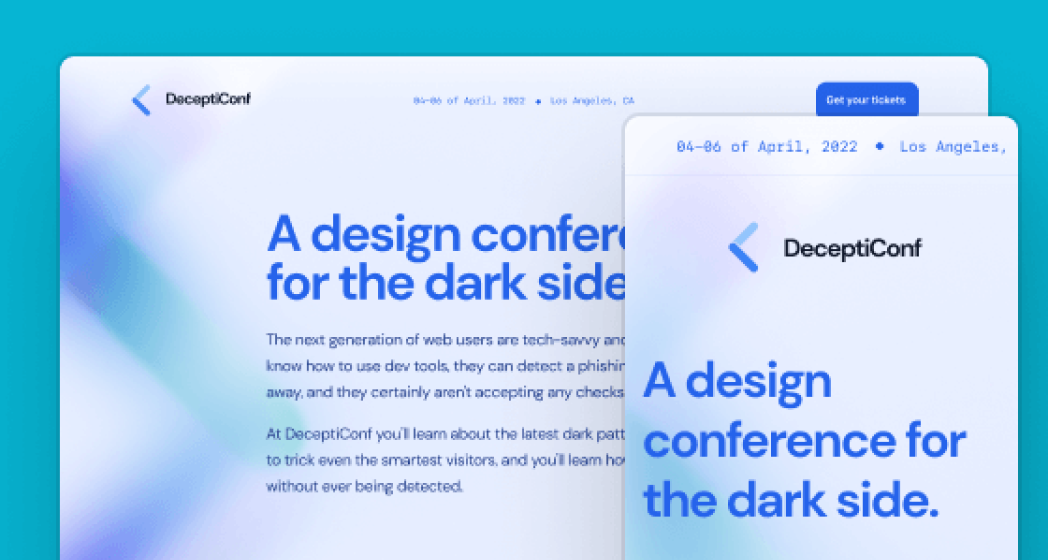 DeceptiConf
04-06 of April, 2022 ◆ Los Angeles, CA
Get your tickets
A design confere
for the dark side
The next generation of web users are tech-savvy and
know how to use dev tools, they can detect a phishin
away, and they certainly aren't accepting any checks
At DeceptiConf you'll learn about the latest dark patt
to trick even the smartest visitors, and you'll learn how
without ever being detected.
04-06 of April, 2022 ◆ Los Angeles,
DeceptiConf
A design
conference for
the dark side.